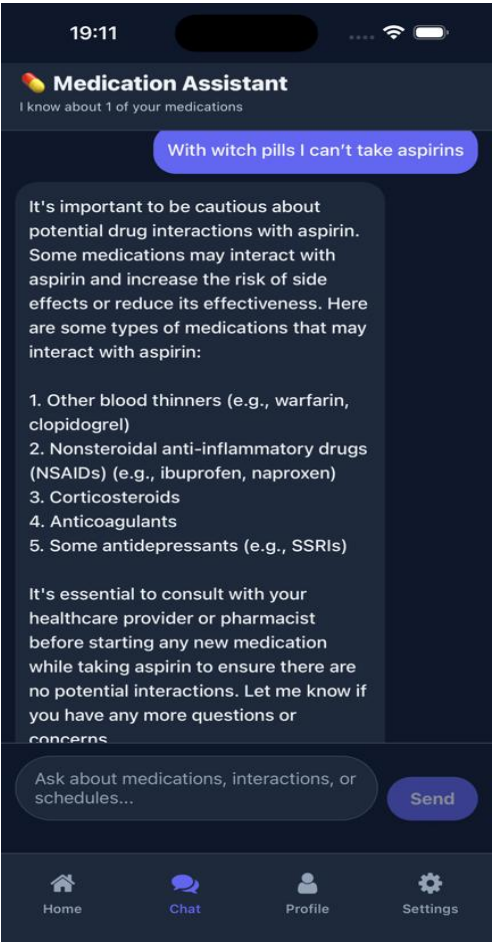 19:11
💊 Medication Assistant
I know about 1 of your medications
With witch pills I can't take aspirins
It's important to be cautious about
potential drug interactions with aspirin.
Some medications may interact with
aspirin and increase the risk of side
effects or reduce its effectiveness. Here
are some types of medications that may
interact with aspirin:
1. Other blood thinners (e.g., warfarin,
clopidogrel)
2. Nonsteroidal anti-inflammatory drugs
(NSAIDs) (e.g., ibuprofen, naproxen)
3. Corticosteroids
4. Anticoagulants
5. Some antidepressants (e.g., SSRIs)
It's essential to consult with your
healthcare provider or pharmacist
before starting any new medication
while taking aspirin to ensure there are
no potential interactions. Let me know if
you have any more questions or
concerns
Ask about medications, interactions, or
schedules...
Send
Home
Chat
Profile
Settings